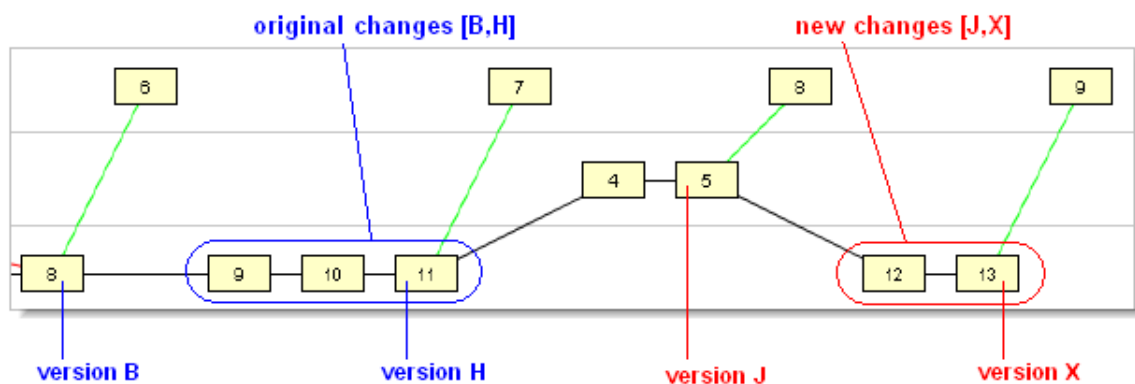 original changes [B,H] new changes [J,X]
6 7 8 9
4 5
8 9 10 11 12 13
version B version H version J version X